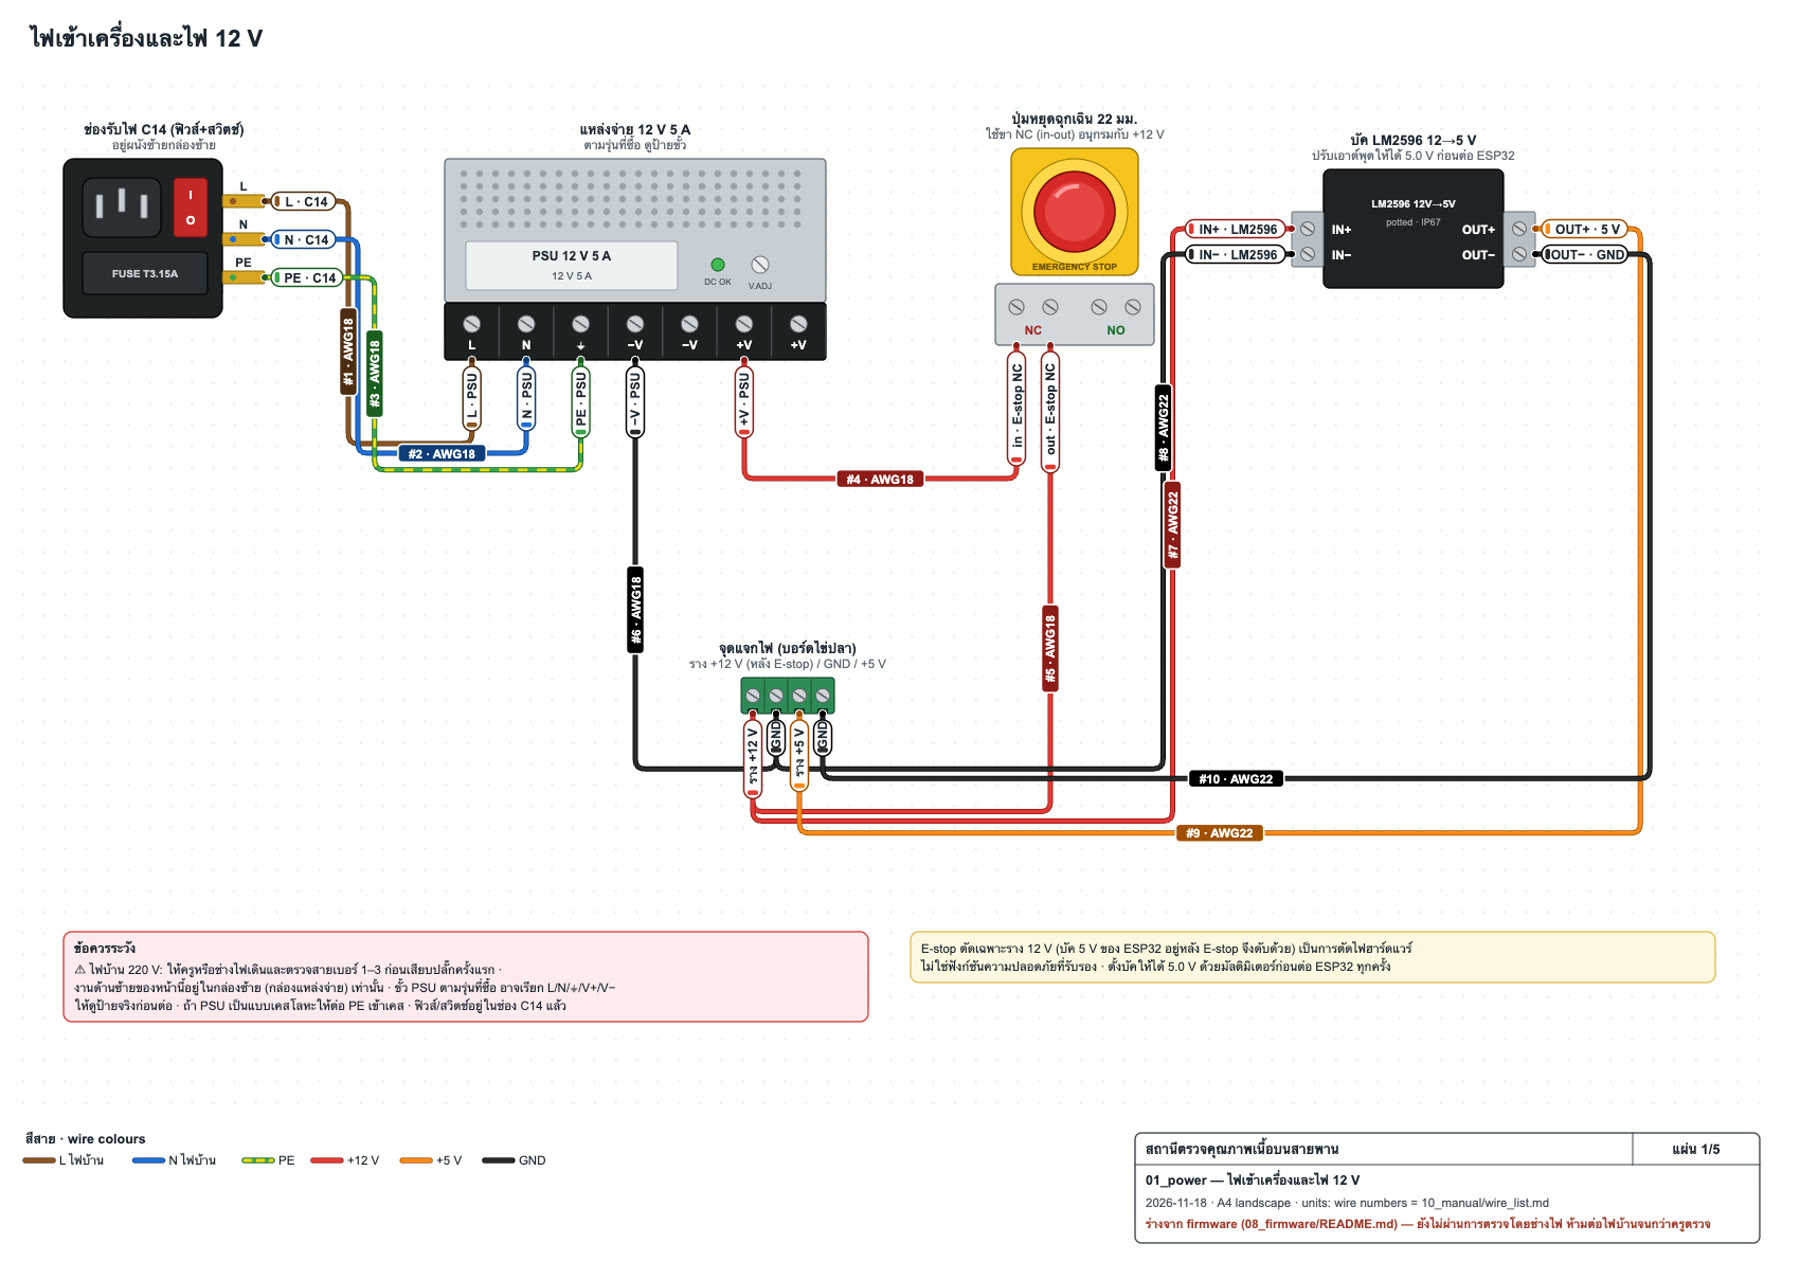 ไฟเข้าเครื่องและไฟ 12 V
ช่องรับไฟ C14 (ฟิวส์+สวิตช์)
อยู่ผนังซ้ายกล่องซ้าย
I
O
FUSE T3.15A
L
N
PE
L · C14
N · C14
PE · C14
#1 · AWG18
#3 · AWG18
#2 · AWG18
แหล่งจ่าย 12 V 5 A
ตามรุ่นที่ซื้อ ดูป้ายขั้ว
PSU 12 V 5 A
12 V 5 A
DC OK
V.ADJ
L
N
⏚
−V
−V
+V
+V
L · PSU
N · PSU
PE · PSU
−V · PSU
+V · PSU
#4 · AWG18
#6 · AWG18
ปุ่มหยุดฉุกเฉิน 22 มม.
ใช้ขา NC (in-out) อนุกรมกับ +12 V
EMERGENCY STOP
NC
NO
in · E-stop NC
out · E-stop NC
#5 · AWG18
#8 · AWG22
#7 · AWG22
บัค LM2596 12→5 V
ปรับเอาต์พุตให้ได้ 5.0 V ก่อนต่อ ESP32
LM2596 12V→5V
potted · IP67
IN+
IN−
OUT+
OUT−
IN+ · LM2596
IN− · LM2596
OUT+ · 5 V
OUT− · GND
จุดแจกไฟ (บอร์ดไข่ปลา)
ราง +12 V (หลัง E-stop) / GND / +5 V
ราง +12 V
GND
ราง +5 V
GND
#10 · AWG22
#9 · AWG22
ข้อควรระวัง
⚠ ไฟบ้าน 220 V: ให้ครูหรือช่างไฟเดินและตรวจสายเบอร์ 1–3 ก่อนเสียบปลั๊กครั้งแรก ·
งานด้านซ้ายของหน้านี้อยู่ในกล่องซ้าย (กล่องแหล่งจ่าย) เท่านั้น · ขั้ว PSU ตามรุ่นที่ซื้อ อาจเรียก L/N/⏚/V+/V−
ให้ดูป้ายจริงก่อนต่อ · ถ้า PSU เป็นแบบเคสโลหะให้ต่อ PE เข้าเคส · ฟิวส์/สวิตช์อยู่ในช่อง C14 แล้ว
E-stop ตัดเฉพาะราง 12 V (บัค 5 V ของ ESP32 อยู่หลัง E-stop จึงดับด้วย) เป็นการตัดไฟฮาร์ดแวร์
ไม่ใช่ฟังก์ชันความปลอดภัยที่รับรอง · ตั้งบัคให้ได้ 5.0 V ด้วยมัลติมิเตอร์ก่อนต่อ ESP32 ทุกครั้ง
สีสาย · wire colours
L ไฟบ้าน
N ไฟบ้าน
PE
+12 V
+5 V
GND
สถานีตรวจคุณภาพเนื้อบนสายพาน
แผ่น 1/5
01_power — ไฟเข้าเครื่องและไฟ 12 V
2026-11-18 · A4 landscape · units: wire numbers = 10_manual/wire_list.md
ร่างจาก firmware (08_firmware/README.md) — ยังไม่ผ่านการตรวจโดยช่างไฟ ห้ามต่อไฟบ้านจนกว่าครูตรวจ